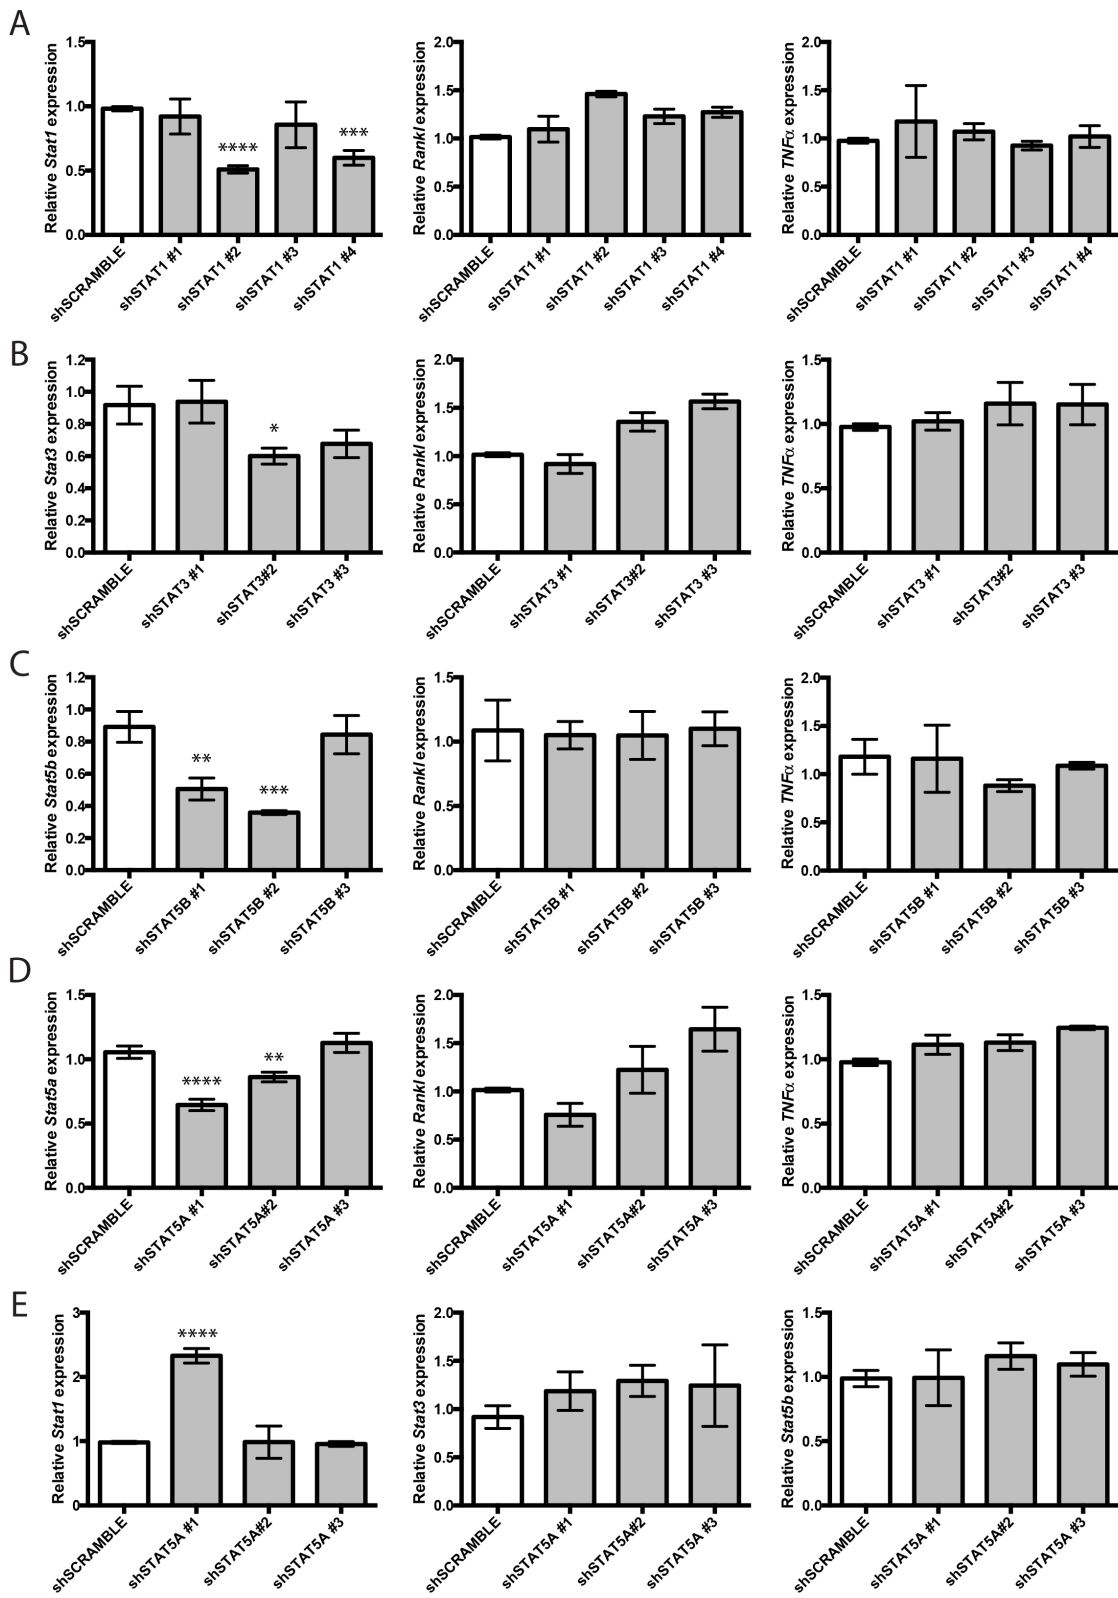 A
Relative Stat1 expression
1.5
1.0
0.5
0.0
****
***
shSCRAMBLE
shSTAT1 #1
shSTAT1 #2
shSTAT1 #3
shSTAT1 #4
Relative Rankl expression
2.0
1.5
1.0
0.5
0.0
shSCRAMBLE
shSTAT1 #1
shSTAT1 #2
shSTAT1 #3
shSTAT1 #4
Relative TNFα expression
2.0
1.5
1.0
0.5
0.0
shSCRAMBLE
shSTAT1 #1
shSTAT1 #2
shSTAT1 #3
shSTAT1 #4
B
Relative Stat3 expression
1.2
1.0
0.8
0.6
0.4
0.2
0.0
*
shSCRAMBLE
shSTAT3 #1
shSTAT3#2
shSTAT3 #3
Relative Rankl expression
2.0
1.5
1.0
0.5
0.0
shSCRAMBLE
shSTAT3 #1
shSTAT3#2
shSTAT3 #3
Relative TNFα expression
1.5
1.0
0.5
0.0
shSCRAMBLE
shSTAT3 #1
shSTAT3#2
shSTAT3 #3
C
Relative Stat5b expression
1.2
1.0
0.8
0.6
0.4
0.2
0.0
**
***
shSCRAMBLE
shSTAT5B #1
shSTAT5B #2
shSTAT5B #3
Relative Rankl expression
1.5
1.0
0.5
0.0
shSCRAMBLE
shSTAT5B #1
shSTAT5B #2
shSTAT5B #3
Relative TNFα expression
2.0
1.5
1.0
0.5
0.0
shSCRAMBLE
shSTAT5B #1
shSTAT5B #2
shSTAT5B #3
D
Relative Stat5a expression
1.5
1.0
0.5
0.0
****
**
shSCRAMBLE
shSTAT5A #1
shSTAT5A#2
shSTAT5A #3
Relative Rankl expression
2.0
1.5
1.0
0.5
0.0
shSCRAMBLE
shSTAT5A #1
shSTAT5A#2
shSTAT5A #3
Relative TNFα expression
1.5
1.0
0.5
0.0
shSCRAMBLE
shSTAT5A #1
shSTAT5A#2
shSTAT5A #3
E
Relative Stat1 expression
3
2
1
0
****
shSCRAMBLE
shSTAT5A #1
shSTAT5A#2
shSTAT5A #3
Relative Stat3 expression
2.0
1.5
1.0
0.5
0.0
shSCRAMBLE
shSTAT5A #1
shSTAT5A#2
shSTAT5A #3
Relative Stat5b expression
1.5
1.0
0.5
0.0
shSCRAMBLE
shSTAT5A #1
shSTAT5A#2
shSTAT5A #3